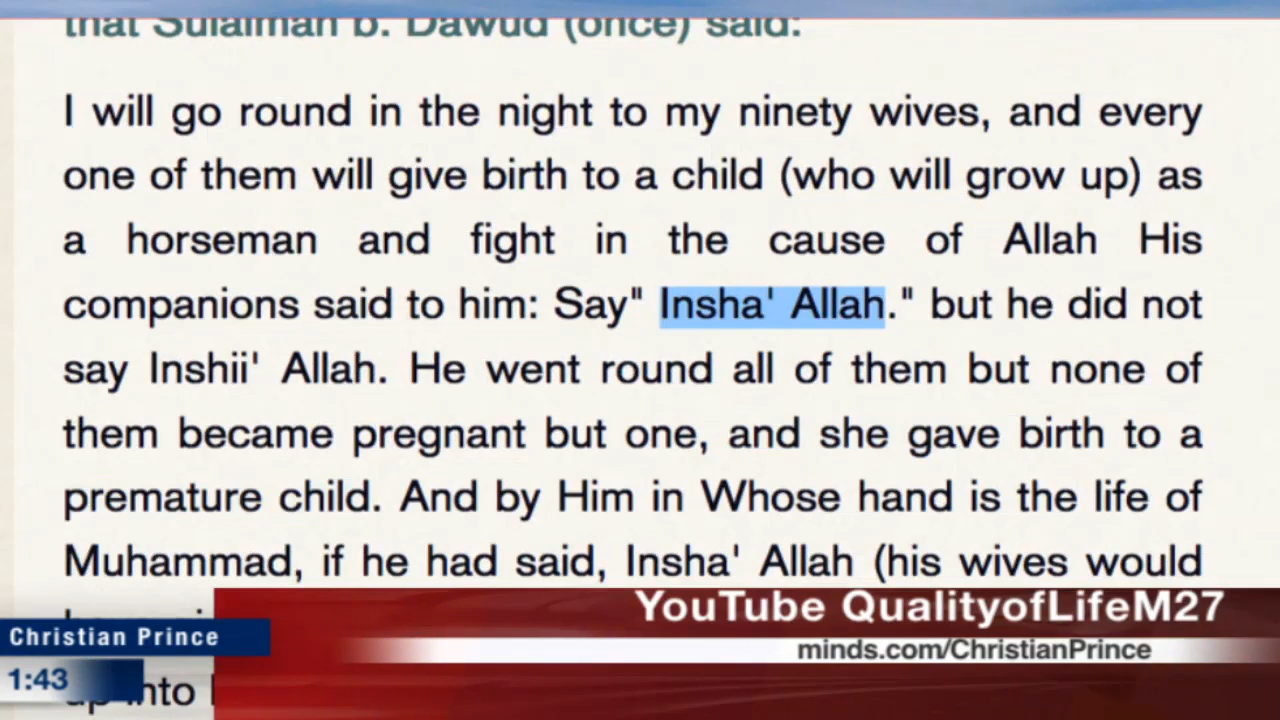 that Sulaiman b. Dawud (once) said:
I will go round in the night to my ninety wives, and every
one of them will give birth to a child (who will grow up) as
a horseman and fight in the cause of Allah His
companions said to him: Say" Insha' Allah." but he did not
say Inshii' Allah. He went round all of them but none of
them became pregnant but one, and she gave birth to a
premature child. And by Him in Whose hand is the life of
Muhammad, if he had said, Insha' Allah (his wives would
YouTube QualityofLifeM27
Christian Prince
minds.com/ChristianPrince
1:43
up into